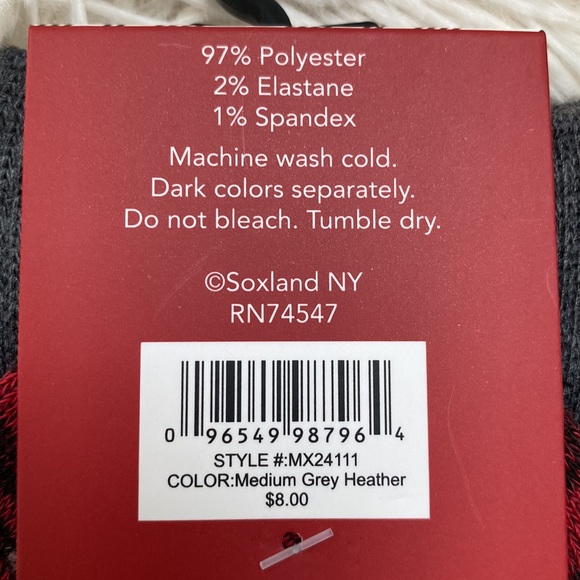 97% Polyester
2% Elastane
1% Spandex
Machine wash cold.
Dark colors separately.
Do not bleach. Tumble dry.
©Soxland NY
RN74547
0 96549 98796 4
STYLE #:MX24111
COLOR:Medium Grey Heather
$8.00